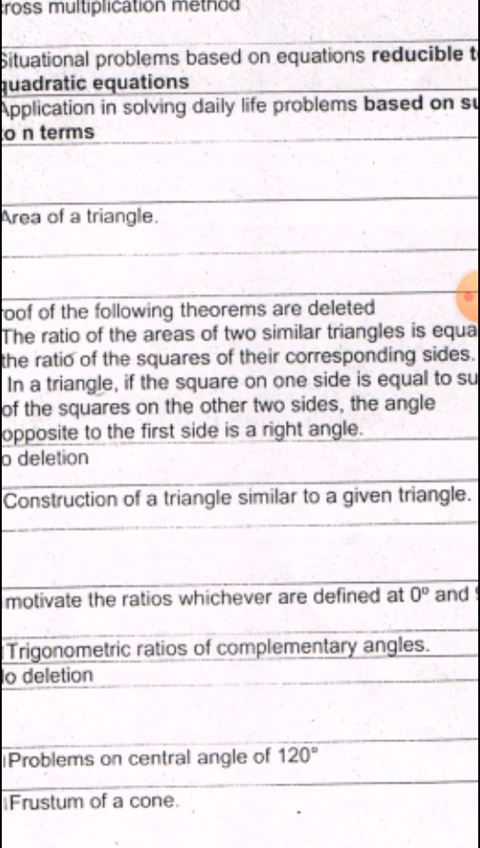 ross multiplication method
Situational problems based on equations reducible t
quadratic equations
Application in solving daily life problems based on su
to n terms
Area of a triangle.
roof of the following theorems are deleted
The ratio of the areas of two similar triangles is equa
the ratio of the squares of their corresponding sides.
In a triangle, if the square on one side is equal to su
of the squares on the other two sides, the angle
opposite to the first side is a right angle.
o deletion
Construction of a triangle similar to a given triangle.
motivate the ratios whichever are defined at 0º and 9
Trigonometric ratios of complementary angles.
lo deletion
Problems on central angle of 120°
Frustum of a cone.